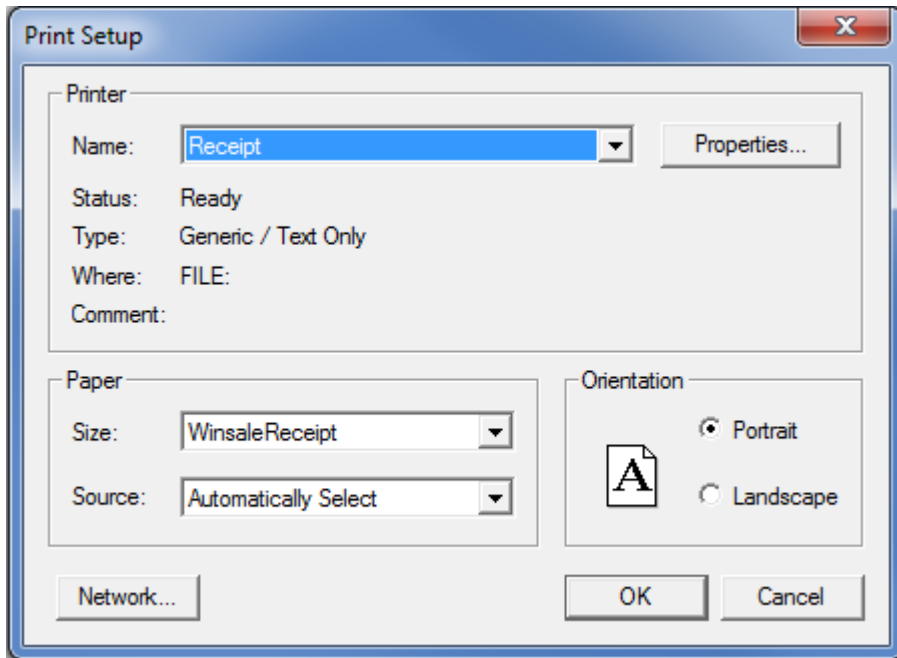 Print Setup
Printer
Name: Receipt Properties...
Status: Ready
Type: Generic / Text Only
Where: FILE:
Comment:
Paper
Size: WinsaleReceipt
Source: Automatically Select
Orientation
A
Portrait
Landscape
Network... OK Cancel